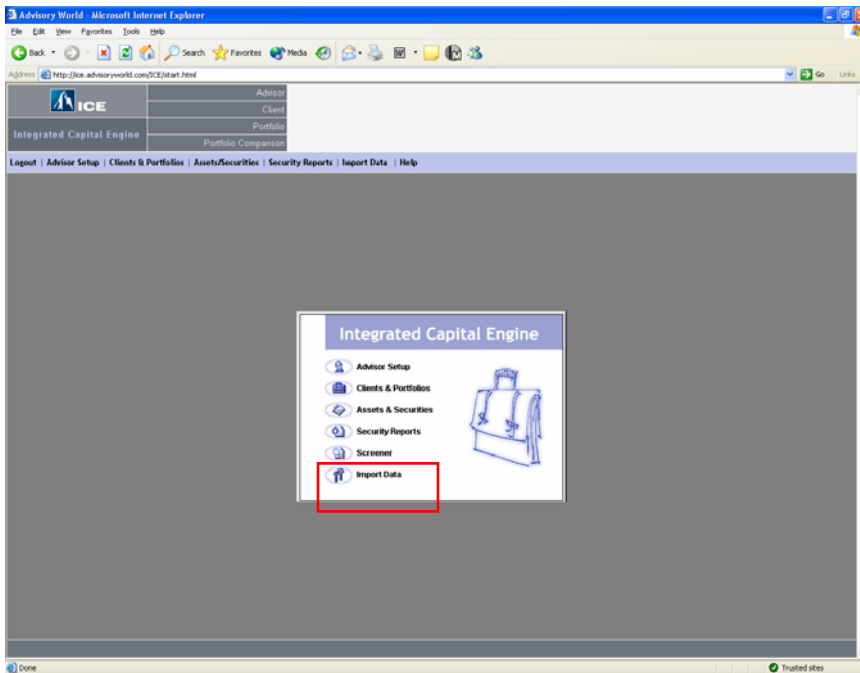 Advisory World - Microsoft Internet Explorer
File Edit View Favorites Tools Help
Back Search Favorites Media
Address http://ice.advisoryworld.com/ICE/start.html Go Links
ICE
Integrated Capital Engine
Advisor
Client
Portfolio
Portfolio Comparison
Logout | Advisor Setup | Clients & Portfolios | Assets/Securities | Security Reports | Import Data | Help
Integrated Capital Engine
Advisor Setup
Clients & Portfolios
Assets & Securities
Security Reports
Screener
Import Data
Done Trusted sites